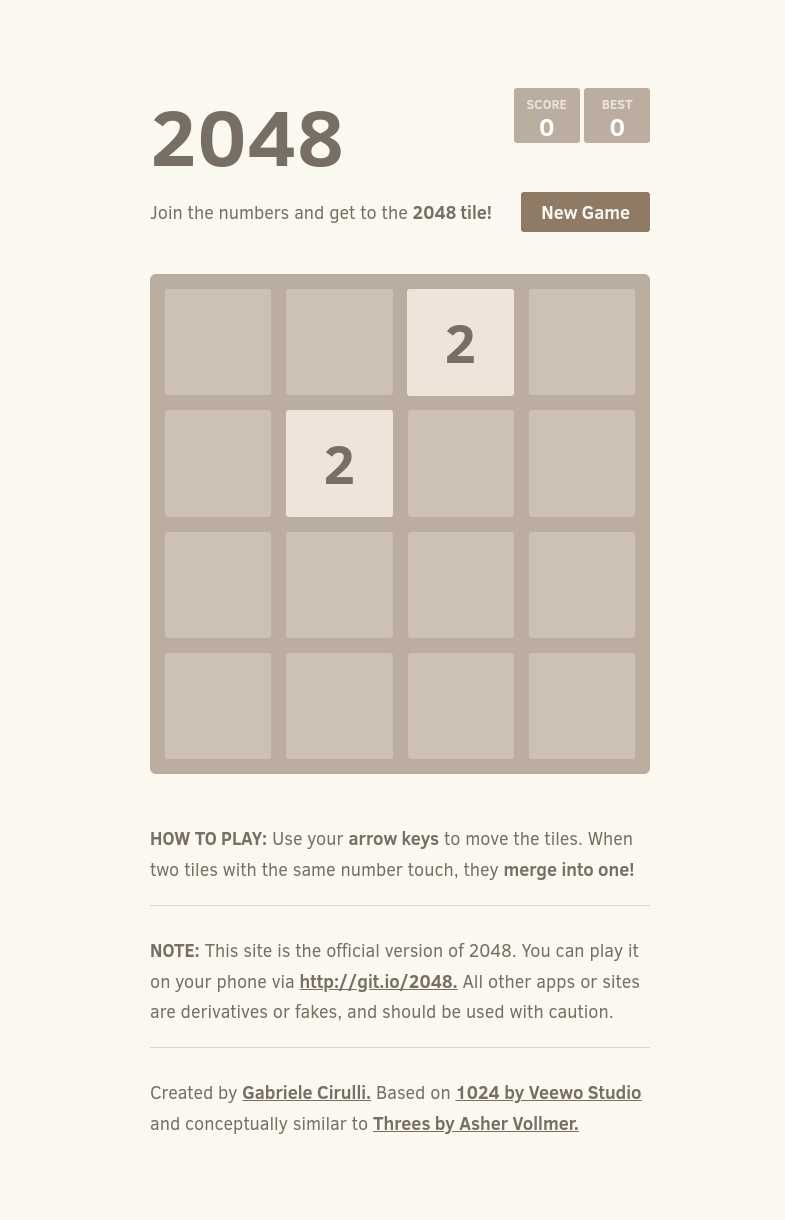 2048
SCORE
0
BEST
0
Join the numbers and get to the 2048 tile!
New Game
2
2
HOW TO PLAY: Use your arrow keys to move the tiles. When
two tiles with the same number touch, they merge into one!
NOTE: This site is the official version of 2048. You can play it
on your phone via http://git.io/2048. All other apps or sites
are derivatives or fakes, and should be used with caution.
Created by Gabriele Cirulli. Based on 1024 by Veewo Studio
and conceptually similar to Threes by Asher Vollmer.